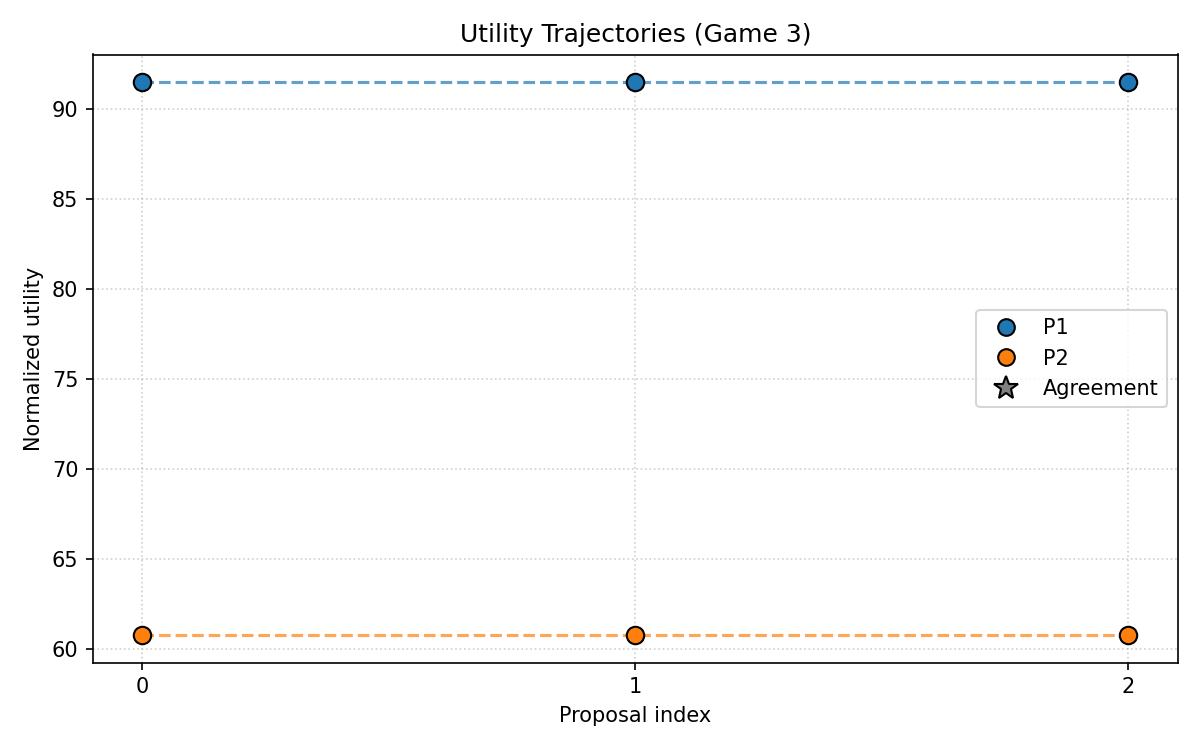 Utility Trajectories (Game 3)
Normalized utility
90
85
80
75
70
65
60
P1
P2
Agreement
0
1
2
Proposal index